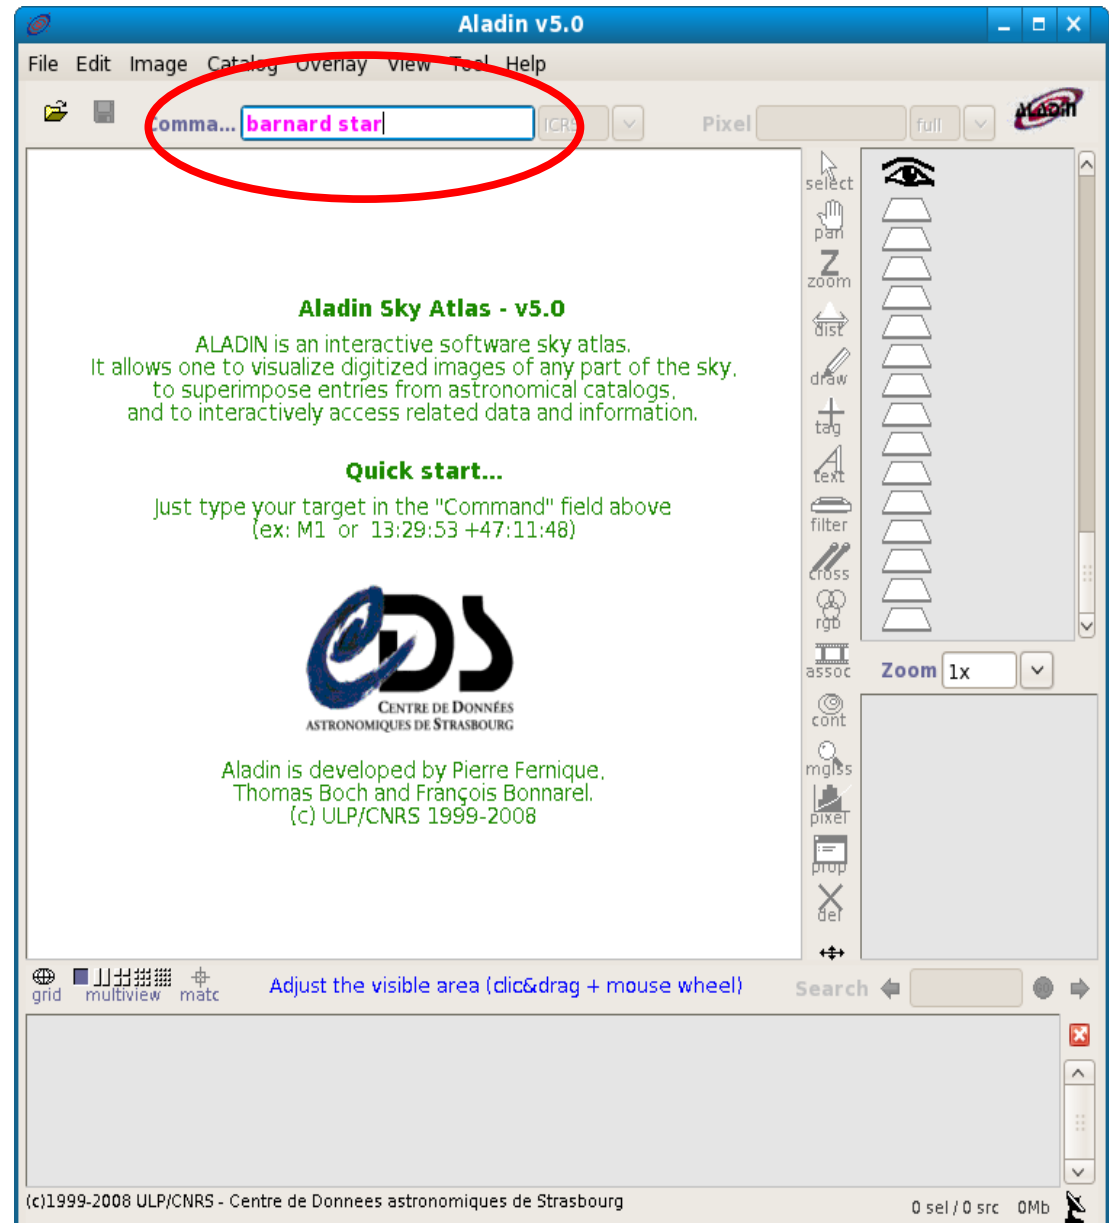 Aladin v5.0
File Edit Image Catalog Overlay View Tool Help
Comma... barnard star ICRS Pixel full
Aladin
select
pan
zoom
dist
draw
tag
text
filter
cross
rgb
assoc
cont
mglss
pixel
prop
del
Aladin Sky Atlas - v5.0
ALADIN is an interactive software sky atlas.
It allows one to visualize digitized images of any part of the sky,
to superimpose entries from astronomical catalogs,
and to interactively access related data and information.
Quick start...
Just type your target in the "Command" field above
(ex: M1 or 13:29:53 +47:11:48)
CDS
CENTRE DE DONNÉES
ASTRONOMIQUES DE STRASBOURG
Aladin is developed by Pierre Fernique,
Thomas Boch and François Bonnarel.
(c) ULP/CNRS 1999-2008
Zoom 1x
grid multiview matc
Adjust the visible area (clic&drag + mouse wheel)
Search GO
(c)1999-2008 ULP/CNRS - Centre de Donnees astronomiques de Strasbourg
0 sel / 0 src 0Mb